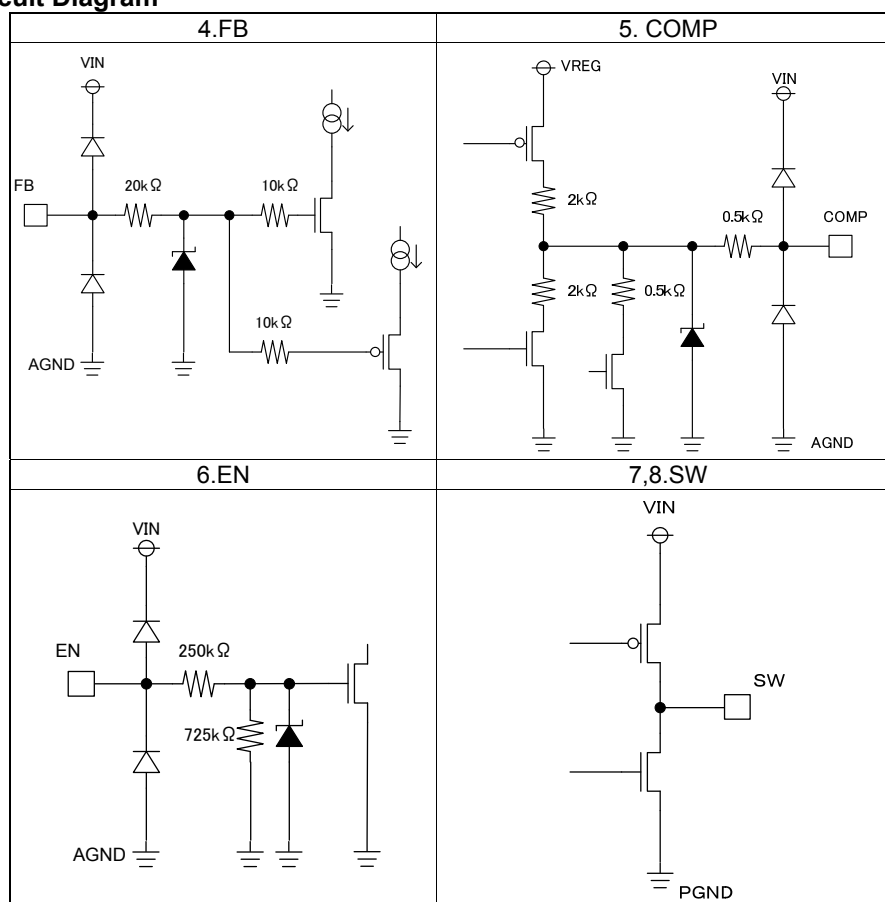 cuit Diagram
4.FB
5. COMP
VIN
FB
20kΩ
10kΩ
10kΩ
AGND
VREG
VIN
2kΩ
0.5kΩ
COMP
2kΩ
0.5kΩ
AGND
6.EN
7,8.SW
VIN
EN
250kΩ
725kΩ
AGND
VIN
SW
PGND